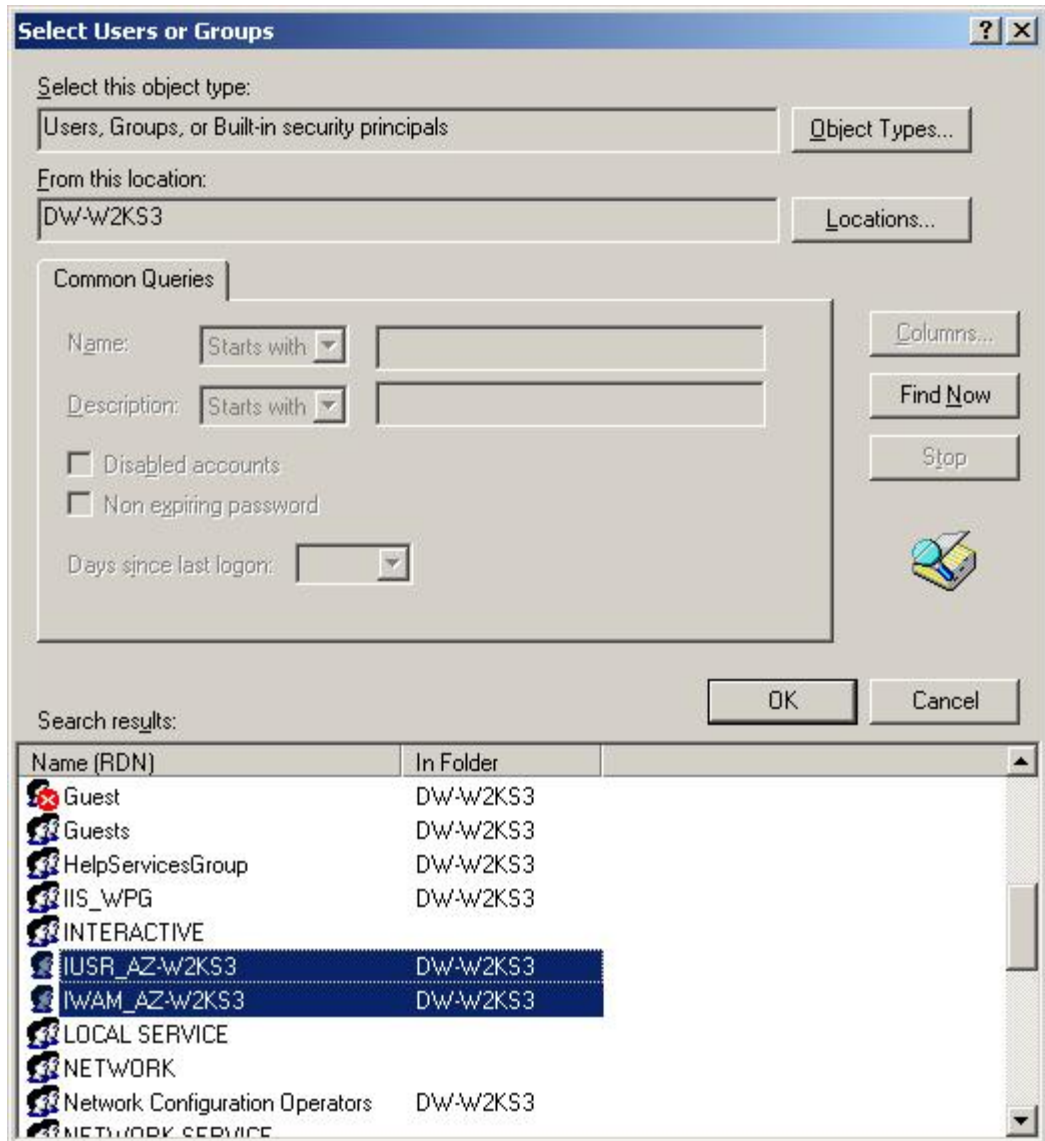 Select Users or Groups
Select this object type:
Users, Groups, or Built-in security principals
Object Types...
From this location:
DW-W2KS3
Locations...
Common Queries
Name:
Starts with
Columns...
Description:
Starts with
Find Now
Disabled accounts
Stop
Non expiring password
Days since last logon:
OK
Cancel
Search results:
Name (RDN) In Folder
Guest DW-W2KS3
Guests DW-W2KS3
HelpServicesGroup DW-W2KS3
IIS_WPG DW-W2KS3
INTERACTIVE
IUSR_AZ-W2KS3 DW-W2KS3
IWAM_AZ-W2KS3 DW-W2KS3
LOCAL SERVICE
NETWORK
Network Configuration Operators DW-W2KS3
NETWORK SERVICE